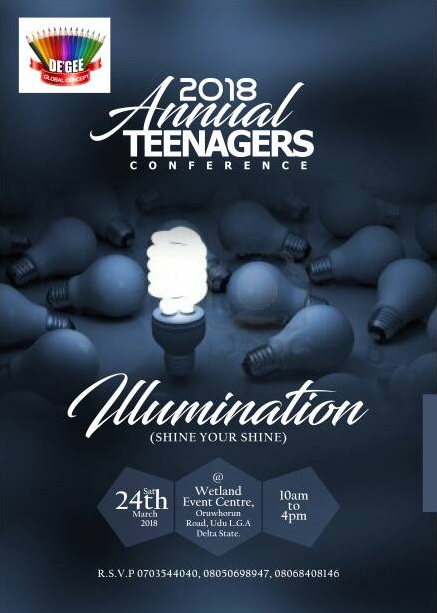 DE'GEE
GLOBAL CONCEPT
2018
Annual
TEENAGERS
CONFERENCE
Illumination
(SHINE YOUR SHINE)
Sat
24th
March
2018
@
Wetland
Event Centre,
Oruwhorun
Road, Udu L.G.A
Delta State.
10am
to
4pm
R.S.V.P 0703544040, 08050698947, 08068408146